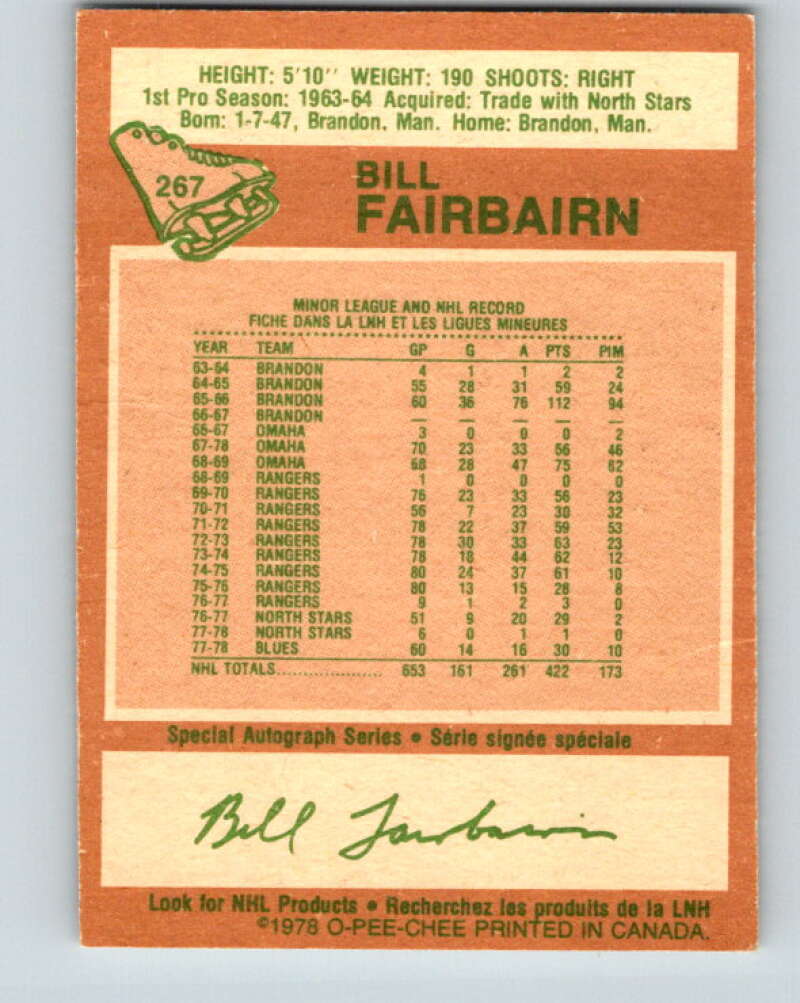 HEIGHT: 5'10'' WEIGHT: 190 SHOOTS: RIGHT
1st Pro Season: 1963-64 Acquired: Trade with North Stars
Born: 1-7-47, Brandon, Man. Home: Brandon, Man.
267
BILL
FAIRBAIRN
MINOR LEAGUE AND NHL RECORD
FICHE DANS LA LNH ET LES LIGUES MINEURES
YEAR TEAM GP G A PTS PIM
63-64 BRANDON 4 1 1 2 2
64-65 BRANDON 55 28 31 59 24
65-66 BRANDON 60 36 76 112 94
66-67 BRANDON — — — — —
66-67 OMAHA 3 0 0 0 2
67-78 OMAHA 70 23 33 56 46
68-69 OMAHA 68 28 47 75 62
68-69 RANGERS 1 0 0 0 0
69-70 RANGERS 76 23 33 56 23
70-71 RANGERS 56 7 23 30 32
71-72 RANGERS 78 22 37 59 53
72-73 RANGERS 78 30 33 63 23
73-74 RANGERS 78 18 44 62 12
74-75 RANGERS 80 24 37 61 10
75-76 RANGERS 80 13 15 28 8
76-77 RANGERS 9 1 2 3 0
76-77 NORTH STARS 51 9 20 29 2
77-78 NORTH STARS 6 0 1 1 0
77-78 BLUES 60 14 16 30 10
NHL TOTALS..................... 653 161 261 422 173
Special Autograph Series • Série signée spéciale
Bill Fairbairn
Look for NHL Products • Recherchez les produits de la LNH
©1978 O-PEE-CHEE PRINTED IN CANADA.